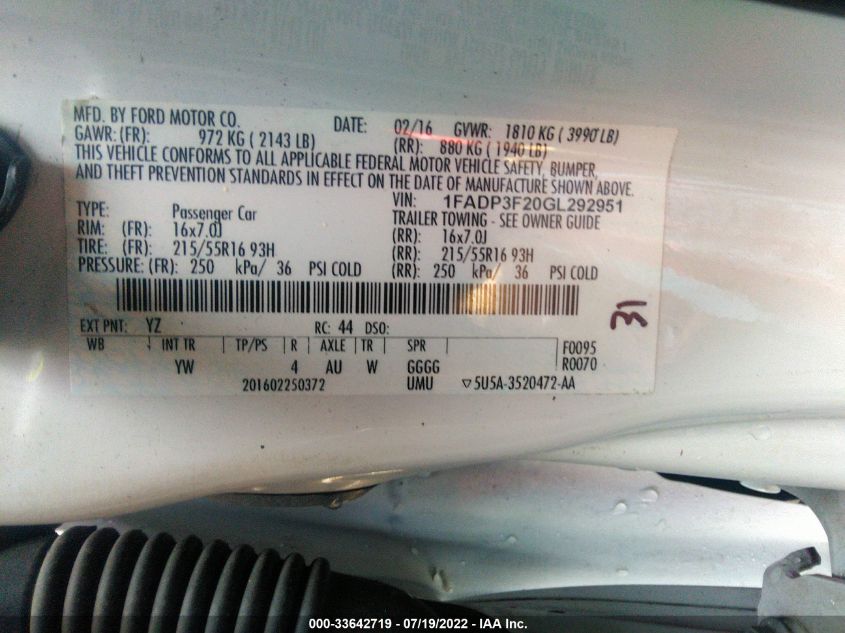 MFD. BY FORD MOTOR CO. DATE: 02/16 GVWR: 1810 KG ( 3990 LB)
GAWR: (FR): 972 KG ( 2143 LB) (RR): 880 KG ( 1940 LB)
THIS VEHICLE CONFORMS TO ALL APPLICABLE FEDERAL MOTOR VEHICLE SAFETY, BUMPER,
AND THEFT PREVENTION STANDARDS IN EFFECT ON THE DATE OF MANUFACTURE SHOWN ABOVE.
VIN: 1FADP3F20GL292951
TYPE: Passenger Car TRAILER TOWING - SEE OWNER GUIDE
RIM: (FR): 16x7.0J (RR): 16x7.0J
TIRE: (FR): 215/55R16 93H (RR): 215/55R16 93H
PRESSURE: (FR): 250 kPa/ 36 PSI COLD (RR): 250 kPa/ 36 PSI COLD
31
EXT PNT: YZ RC: 44 DSO:
WB INT TR TP/PS R AXLE TR SPR F0095
YW 4 AU W GGGG R0070
201602250372 UMU ▽5U5A-3520472-AA
000-33642719 - 07/19/2022 - IAA Inc.